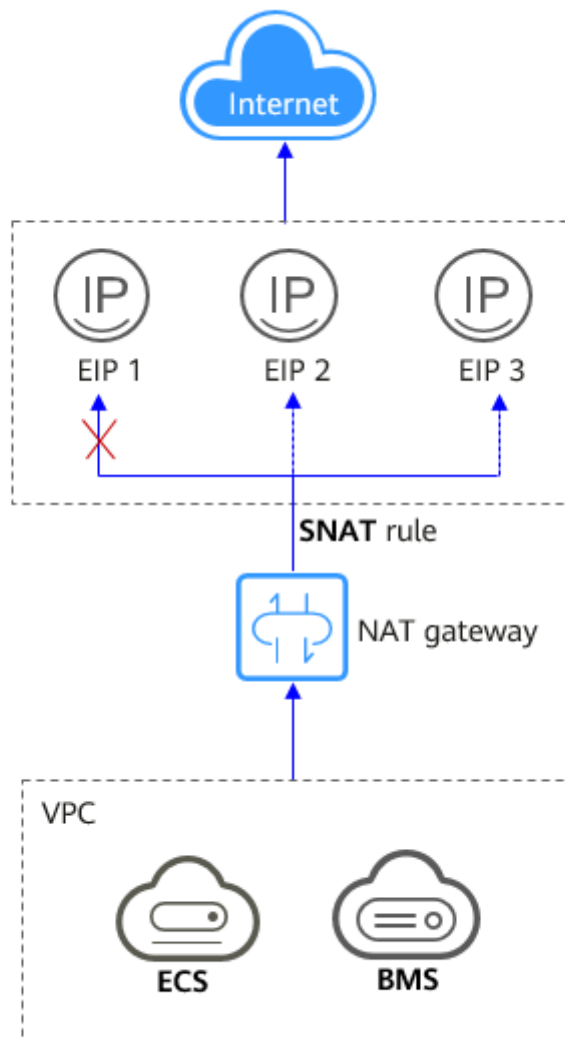 Internet
IP IP IP
EIP 1 EIP 2 EIP 3
SNAT rule
NAT gateway
VPC
ECS BMS